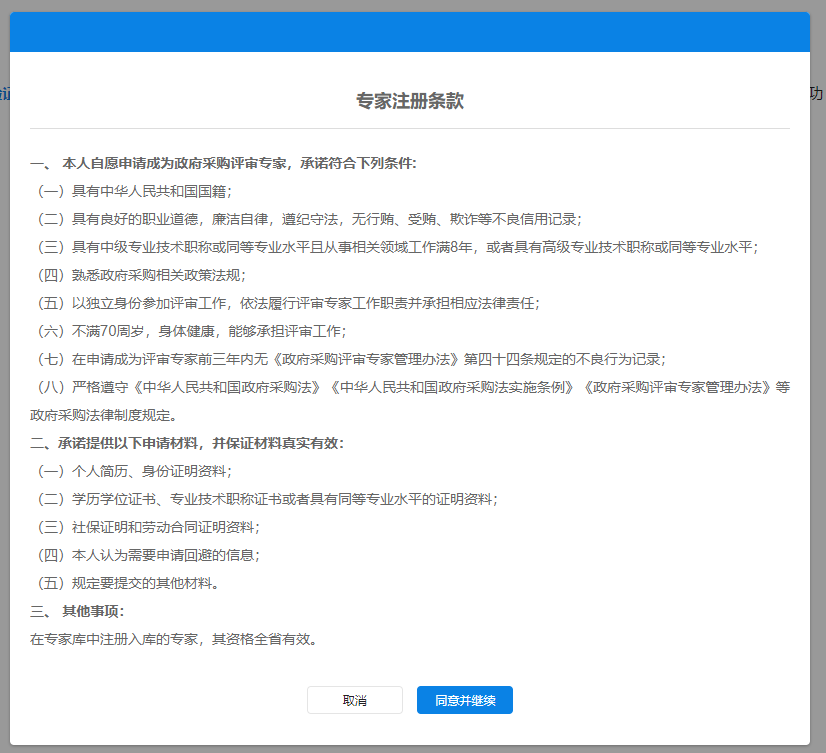 专家注册条款
功
一、 本人自愿申请成为政府采购评审专家，承诺符合下列条件:
（一）具有中华人民共和国国籍;
（二）具有良好的职业道德，廉洁自律，遵纪守法，无行贿、受贿、欺诈等不良信用记录;
（三）具有中级专业技术职称或同等专业水平且从事相关领域工作满8年，或者具有高级专业技术职称或同等专业水平;
（四）熟悉政府采购相关政策法规;
（五）以独立身份参加评审工作，依法履行评审专家工作职责并承担相应法律责任;
（六）不满70周岁，身体健康，能够承担评审工作;
（七）在申请成为评审专家前三年内无《政府采购评审专家管理办法》第四十四条规定的不良行为记录;
（八）严格遵守《中华人民共和国政府采购法》《中华人民共和国政府采购法实施条例》《政府采购评审专家管理办法》等
政府采购法律制度规定。
二、承诺提供以下申请材料，并保证材料真实有效:
（一）个人简历、身份证明资料;
（二）学历学位证书、专业技术职称证书或者具有同等专业水平的证明资料;
（三）社保证明和劳动合同证明资料;
（四）本人认为需要申请回避的信息;
（五）规定要提交的其他材料。
三、 其他事项:
在专家库中注册入库的专家，其资格全省有效。
取消
同意并继续